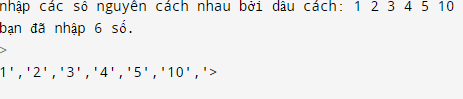 nhập các số nguyên cách nhau bởi dấu cách: 1 2 3 4 5 10
bạn đã nhập 6 số.
>
1','2','3','4','5','10','>